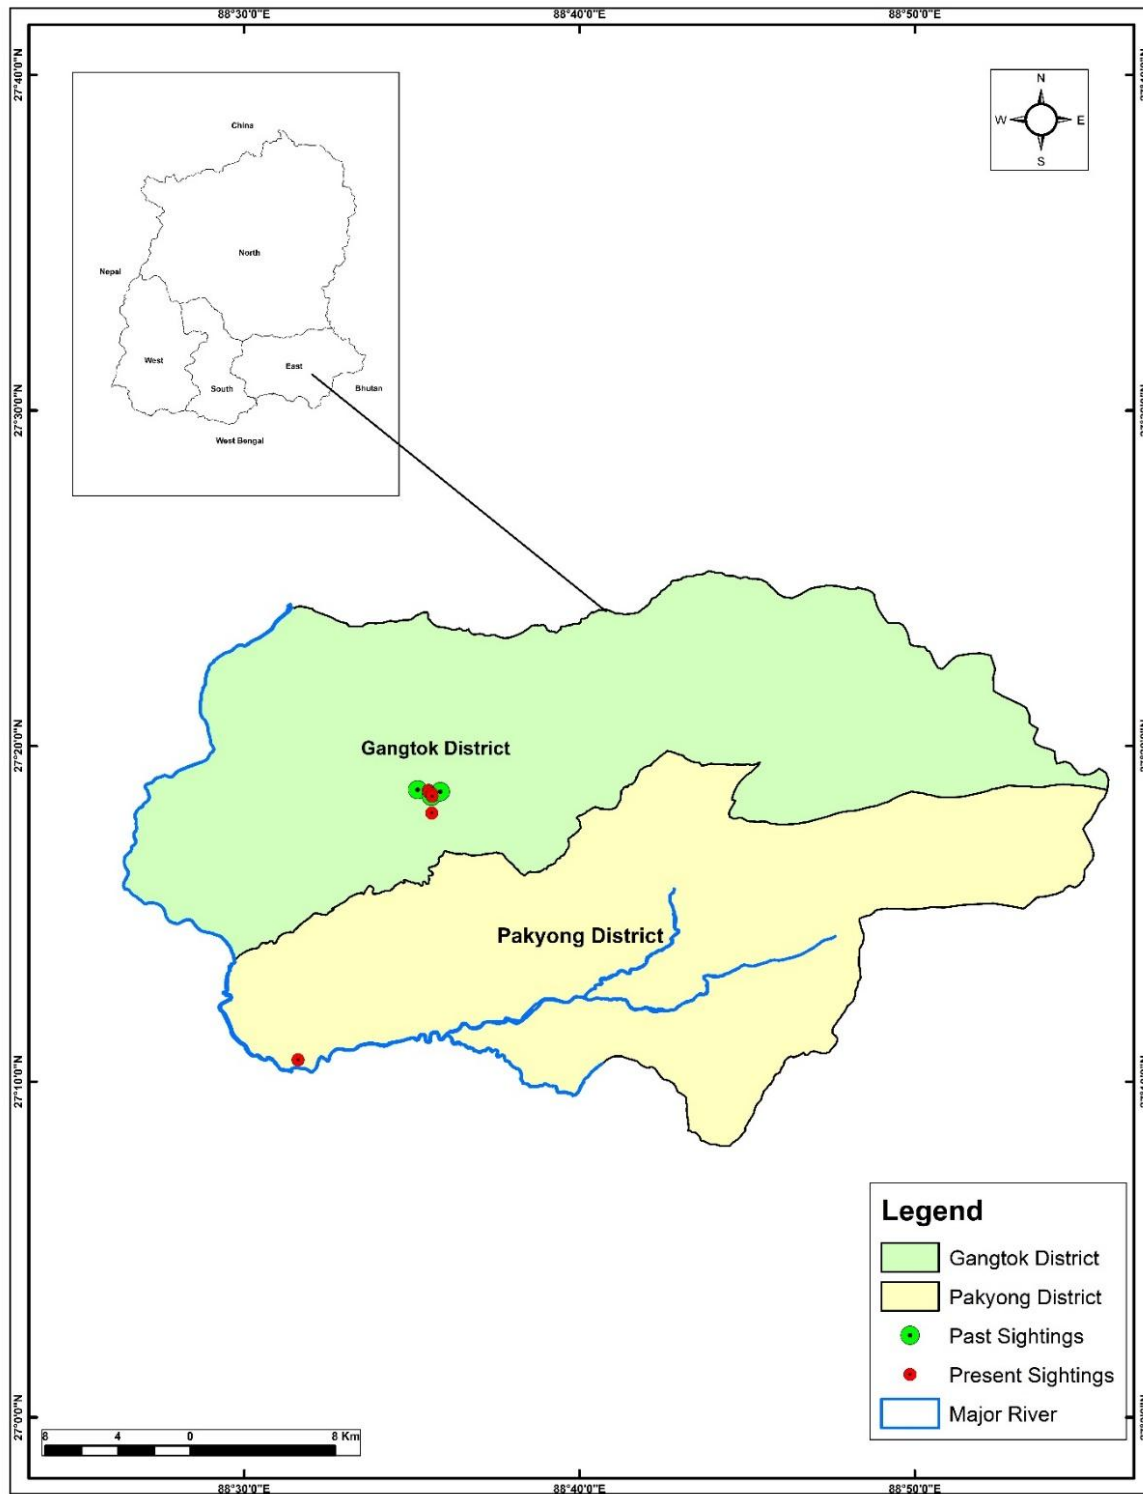 88°30'0"E
88°40'0"E
88°50'0"E
27°40'0"N
27°30'0"N
27°20'0"N
27°10'0"N
27°0'0"N
China
North
Nepal
West
South
East
Bhutan
West Bengal
N
W
E
S
Gangtok District
Pakyong District
Legend
Gangtok District
Pakyong District
Past Sightings
Present Sightings
Major River
8
4
0
8 Km
88°30'0"E
88°40'0"E
88°50'0"E